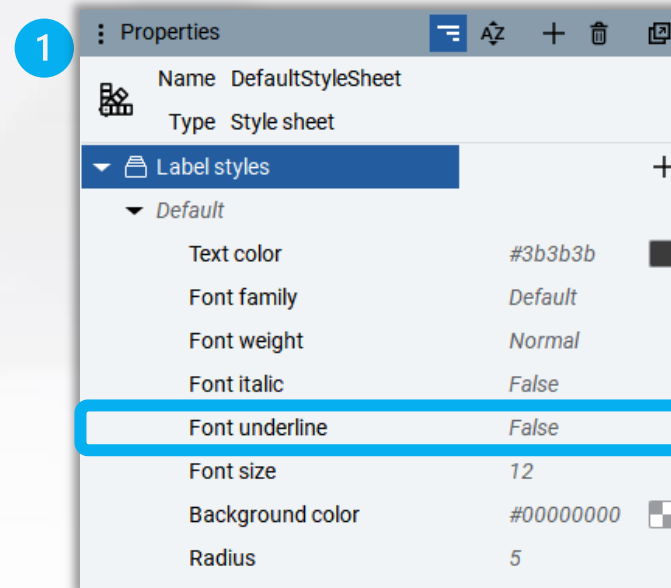 1
Properties
Name DefaultStyleSheet
Type Style sheet
Label styles
Default
Text color #3b3b3b
Font family Default
Font weight Normal
Font italic False
Font underline False
Font size 12
Background color #00000000
Radius 5